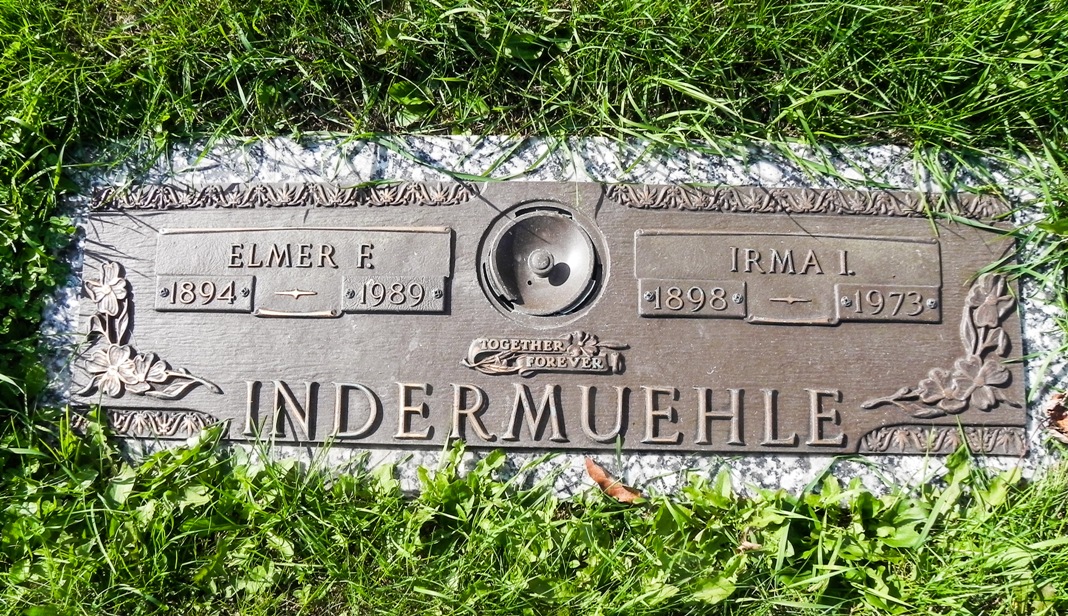 ELMER F.
1894 1989
IRMA I.
1898 1973
TOGETHER
FOREVER
INDERMUEHLE